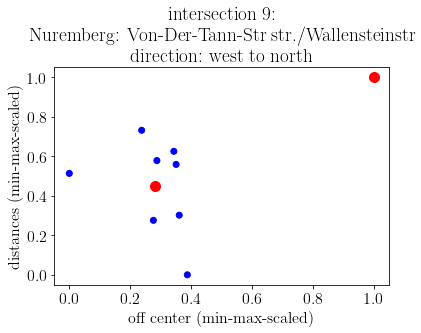 intersection 9:
Nuremberg: Von-Der-Tann-Str str./Wallensteinstr
direction: west to north
distances (min-max-scaled)
1.0
0.8
0.6
0.4
0.2
0.0
0.0 0.2 0.4 0.6 0.8 1.0
off center (min-max-scaled)